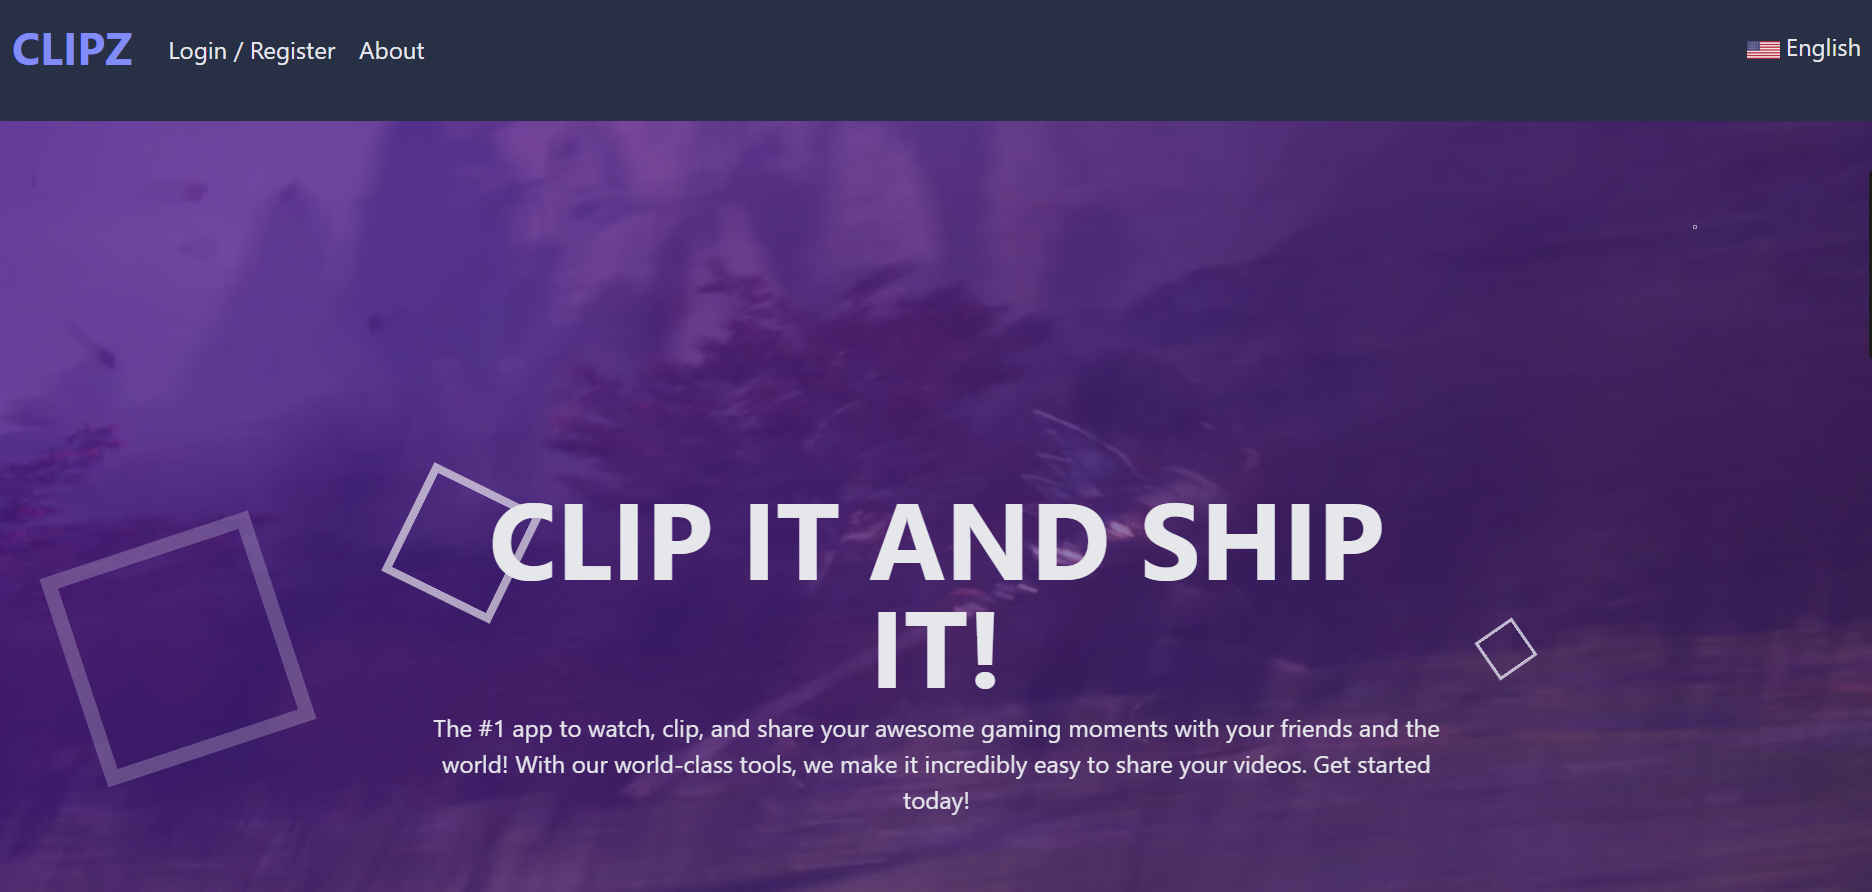 CLIPZ Login / Register About English
CLIP IT AND SHIP
IT!
The #1 app to watch, clip, and share your awesome gaming moments with your friends and the
world! With our world-class tools, we make it incredibly easy to share your videos. Get started
today!